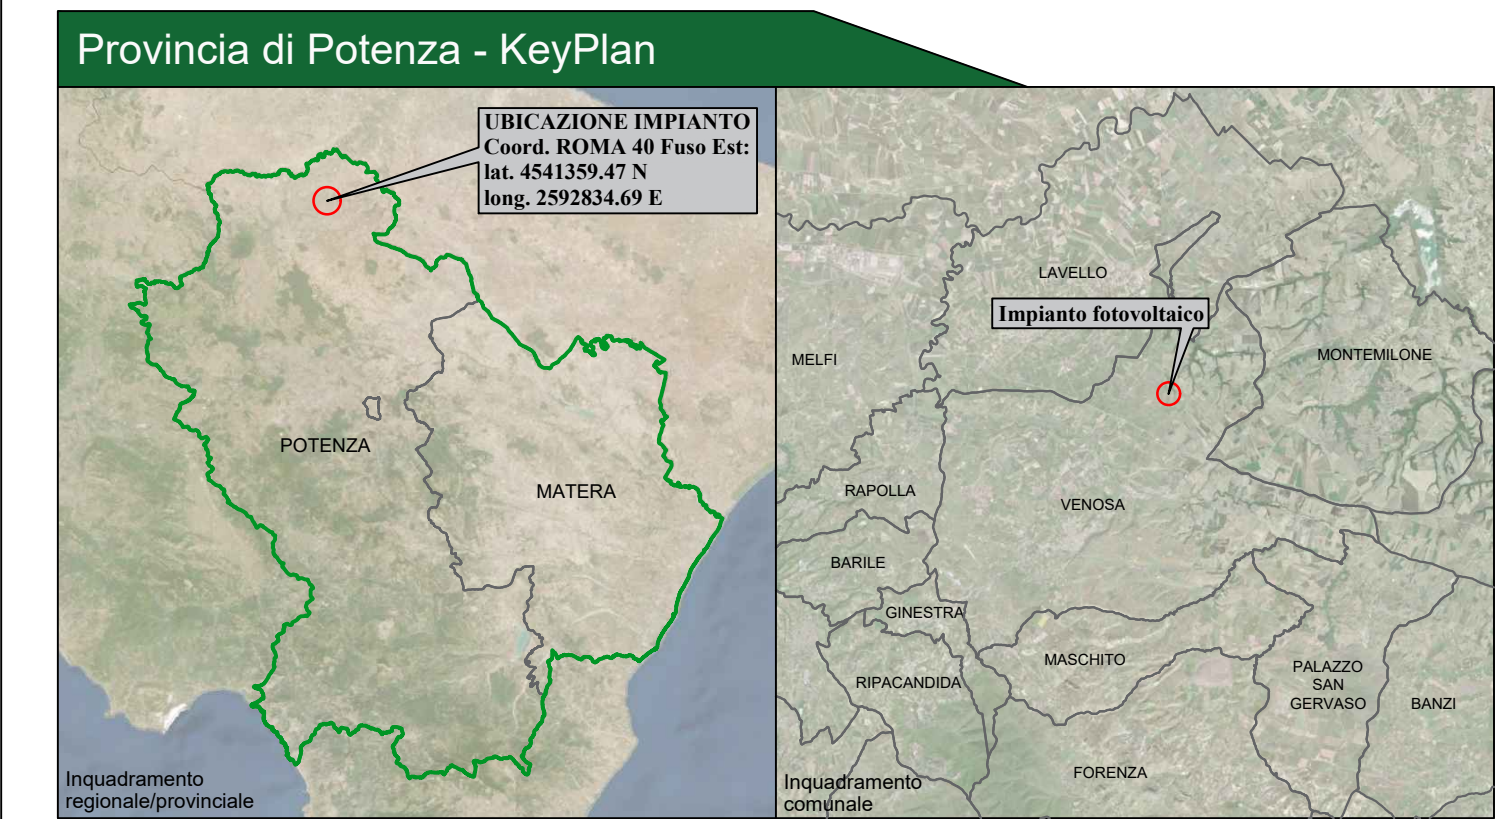 Provincia di Potenza - KeyPlan
UBICAZIONE IMPIANTO
Coord. ROMA 40 Fuso Est:
lat. 4541359.47 N
long. 2592834.69 E
POTENZA
MATERA
Inquadramento
regionale/provinciale
LAVELLO
Impianto fotovoltaico
MELFI
MONTEMILONE
RAPOLLA
VENOSA
BARILE
GINESTRA
MASCHITO
RIPACANDIDA
PALAZZO
SAN
GERVASO
BANZI
FORENZA
Inquadramento
comunale